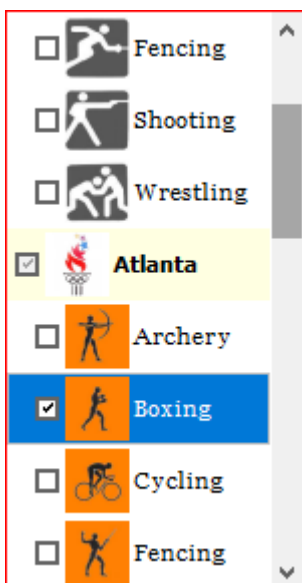 Fencing
Shooting
Wrestling
Atlanta
Archery
Boxing
Cycling
Fencing